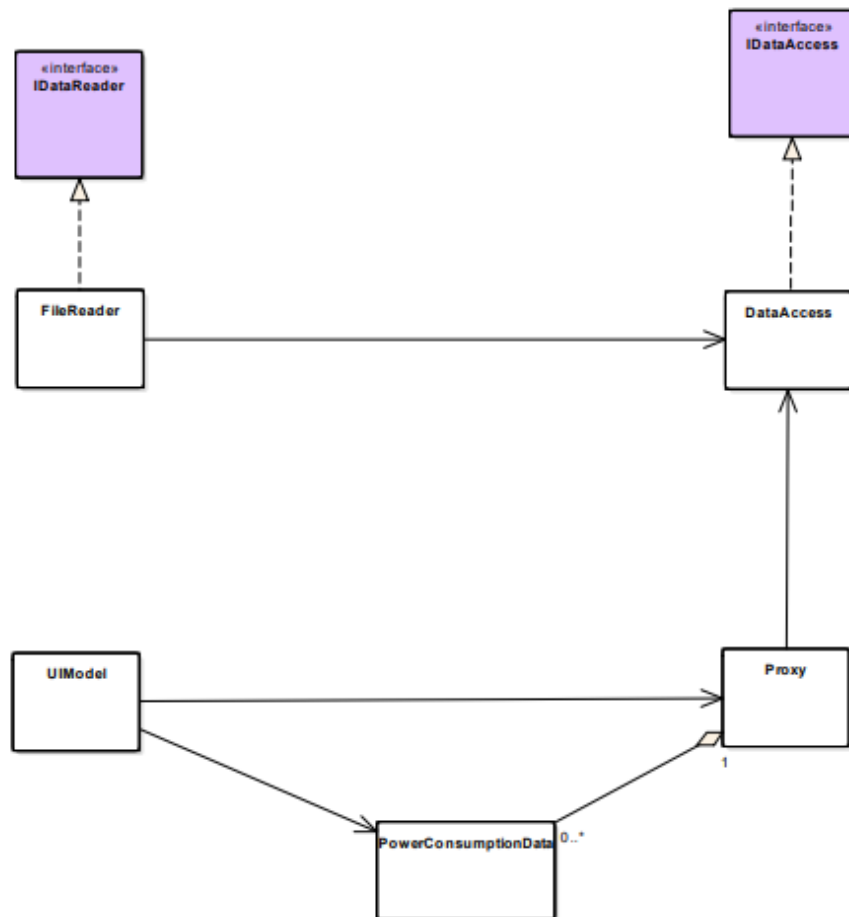 «interface»
IDataAccess
«interface»
IDataReader
FileReader
DataAccess
UIModel
Proxy
1
PowerConsumptionData
0..*